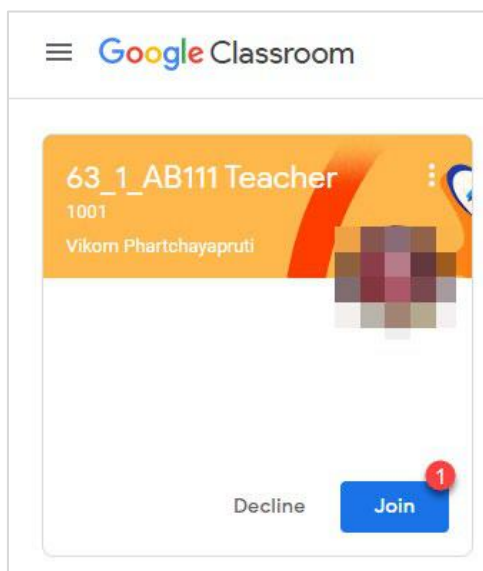 Google Classroom
63_1_AB111 Teacher
1001
Vikorn Phartchayapruti
1
Decline
Join